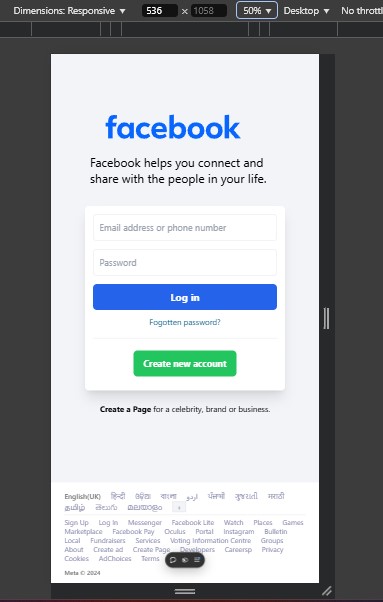 Dimensions: Responsive ▼ 536 × 1058 50% ▼ Desktop ▼ No thrott
facebook
Facebook helps you connect and
share with the people in your life.
Email address or phone number
Password
Log in
Fogotten password?
Create new account
Create a Page for a celebrity, brand or business.
English(UK) हिन्दी ଓଡ଼ିଆ বাংলা اردو ਪੰਜਾਬੀ ગુજરાતી मराठी
தமிழ் తెలుగు മലയാളം ›
Sign Up Log In Messenger Facebook Lite Watch Places Games
Marketplace Facebook Pay Oculus Portal Instagram Bulletin
Local Fundraisers Services Voting Information Centre Groups
About Create ad Create Page Developers Careersp Privacy
Cookies AdChoices Terms
Meta © 2024